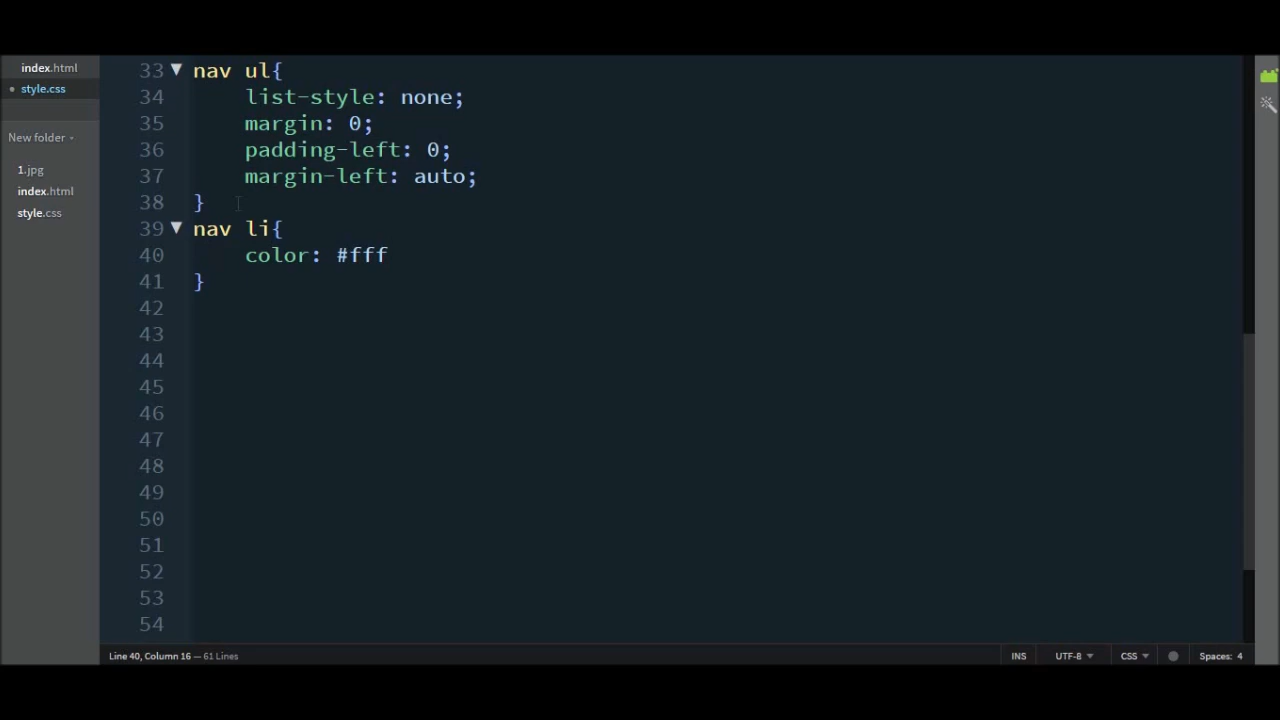 index.html
style.css
New folder
1.jpg
index.html
style.css
33 nav ul{
34 list-style: none;
35 margin: 0;
36 padding-left: 0;
37 margin-left: auto;
38 }
39 nav li{
40 color: #fff
41 }
42
43
44
45
46
47
48
49
50
51
52
53
54
Line 40, Column 16 — 61 Lines INS UTF-8 CSS Spaces: 4